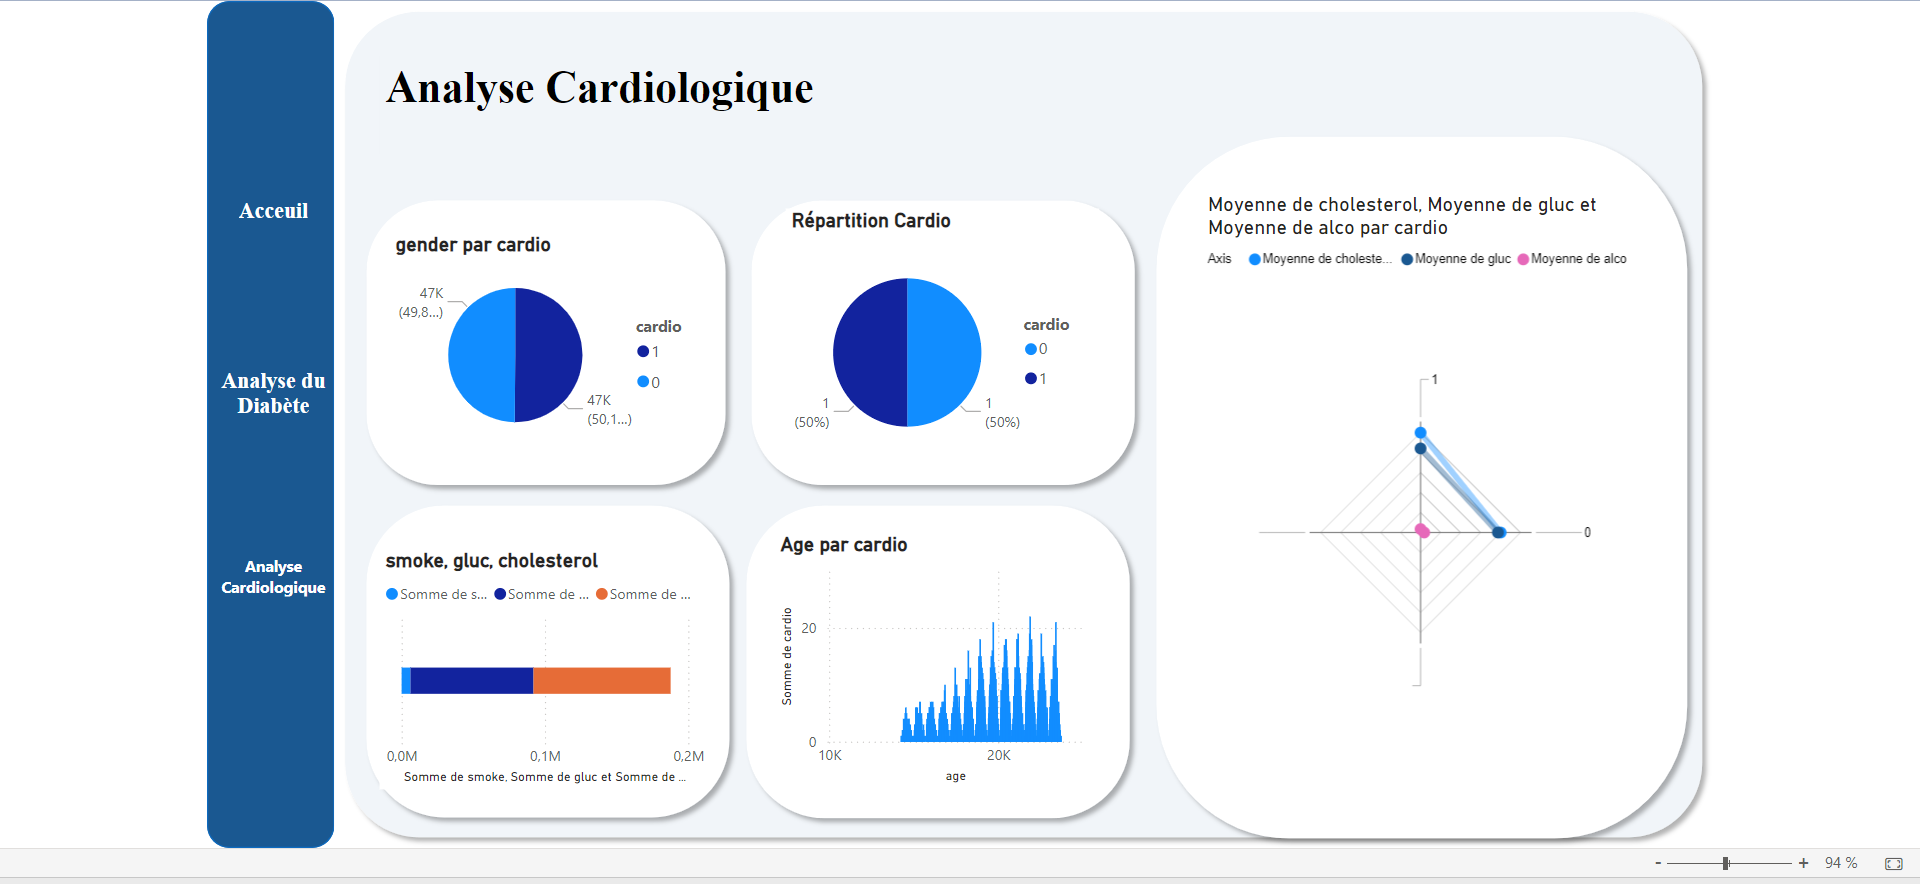 Analyse Cardiologique
Acceuil
Analyse du
Diabète
Analyse
Cardiologique
gender par cardio
47K
(49,8...)
47K
(50,1...)
cardio
1
0
Répartition Cardio
1
(50%)
1
(50%)
cardio
0
1
Moyenne de cholesterol, Moyenne de gluc et
Moyenne de alco par cardio
Axis Moyenne de choleste... Moyenne de gluc Moyenne de alco
1
0
smoke, gluc, cholesterol
Somme de s... Somme de ... Somme de ...
0,0M 0,1M 0,2M
Somme de smoke, Somme de gluc et Somme de ...
Age par cardio
Somme de cardio
20
0
10K 20K
age
- + 94 %